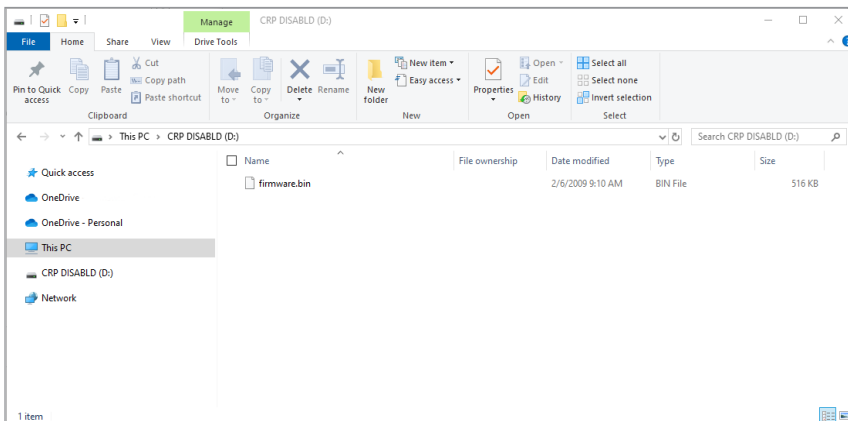 Manage CRP DISABLD (D:)
File Home Share View Drive Tools
Pin to Quick access
Copy
Paste
Cut
Copy path
Paste shortcut
Clipboard
Move to
Copy to
Delete
Rename
Organize
New folder
New item
Easy access
New
Properties
Open
Edit
History
Open
Select all
Select none
Invert selection
Select
This PC > CRP DISABLD (D:)
Search CRP DISABLD (D:)
Name File ownership Date modified Type Size
firmware.bin 2/6/2009 9:10 AM BIN File 516 KB
Quick access
OneDrive
OneDrive - Personal
This PC
CRP DISABLD (D:)
Network
1 item